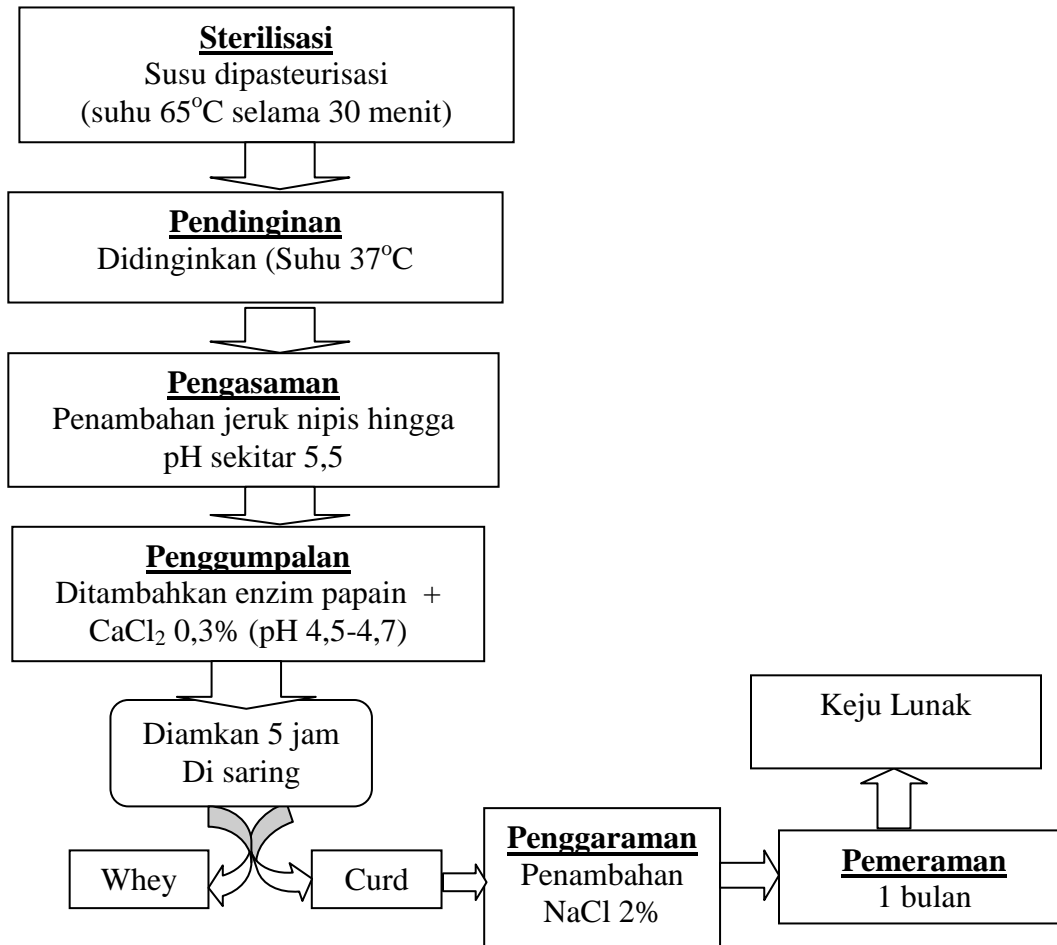 Sterilisasi
Susu dipasteurisasi
(suhu 65°C selama 30 menit)
Pendinginan
Didinginkan (Suhu 37°C
Pengasaman
Penambahan jeruk nipis hingga
pH sekitar 5,5
Penggumpalan
Ditambahkan enzim papain +
CaCl₂ 0,3% (pH 4,5-4,7)
Diamkan 5 jam
Di saring
Whey
Curd
Penggaraman
Penambahan
NaCl 2%
Pemeraman
1 bulan
Keju Lunak